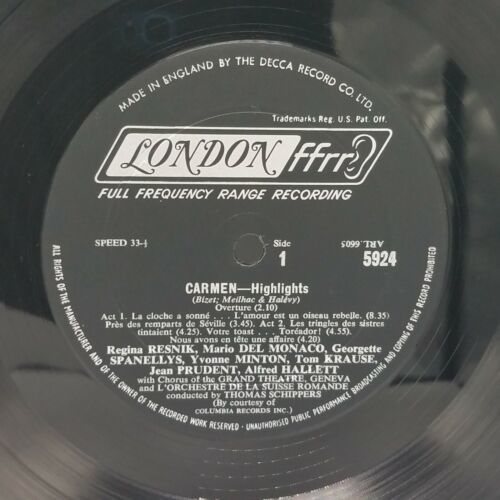 MADE IN ENGLAND BY THE DECCA RECORD CO. LTD.
Trademarks Reg. U.S. Pat. Off.
LONDON ffrr
FULL FREQUENCY RANGE RECORDING
SPEED 33-⅓
Side
1
ARL.6605
5924
CARMEN—Highlights
(Bizet; Meilhac & Halévy)
Overture (2.10)
Act 1. La cloche a sonné . . . L'amour est un oiseau rebelle. (8.35)
Près des remparts de Séville (3.45). Act 2. Les tringles des sistres
tintaient (4.25). Votre toast . . . Toréador! (4.55).
Nous avons en tête une affaire (4.20)
Regina RESNIK, Mario DEL MONACO, Georgette
SPANELLYS, Yvonne MINTON, Tom KRAUSE,
Jean PRUDENT, Alfred HALLETT
with Chorus of the GRAND THEATRE, GENEVA
and L'ORCHESTRE DE LA SUISSE ROMANDE
conducted by THOMAS SCHIPPERS
(By courtesy of
COLUMBIA RECORDS INC.)
ALL RIGHTS OF THE MANUFACTURER AND OF THE OWNER OF THE RECORDED WORK RESERVED · UNAUTHORISED PUBLIC PERFORMANCE BROADCASTING AND COPYING OF THIS RECORD PROHIBITED